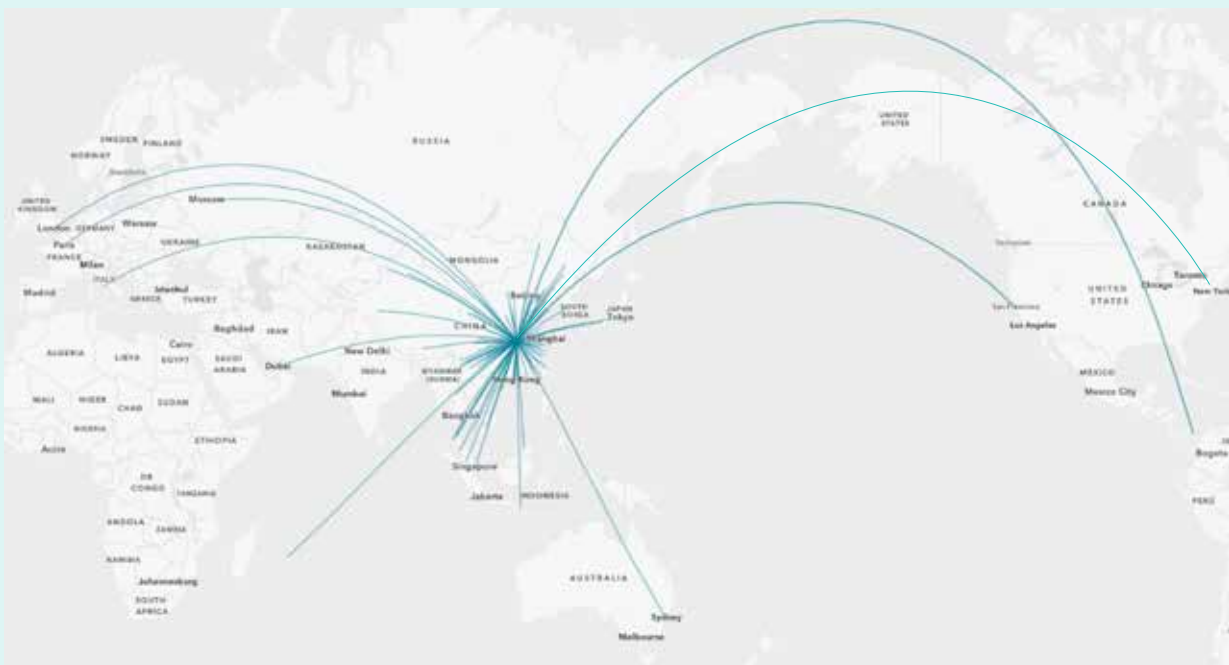 SWEDEN
FINLAND
NORWAY
Stockholm
RUSSIA
UNITED
STATES
UNITED
KINGDOM
London
GERMANY
Warsaw
Moscow
Paris
FRANCE
Milan
ITALY
UKRAINE
KAZAKHSTAN
MONGOLIA
CANADA
Madrid
Istanbul
GREECE
TURKEY
Beijing
SOUTH
KOREA
JAPAN
Tokyo
San Francisco
Los Angeles
UNITED
STATES
Chicago
Toronto
New York
Baghdad
IRAN
CHINA
Shanghai
ALGERIA
LIBYA
Cairo
EGYPT
SAUDI
ARABIA
Dubai
New Delhi
INDIA
MYANMAR
(BURMA)
Hong Kong
MEXICO
Mexico City
MALI
NIGER
CHAD
SUDAN
Mumbai
Bangkok
NIGERIA
Accra
ETHIOPIA
Singapore
Bogota
DR
CONGO
TANZANIA
Jakarta
INDONESIA
PERU
ANGOLA
ZAMBIA
NAMIBIA
Johannesburg
SOUTH
AFRICA
AUSTRALIA
Sydney
Melbourne